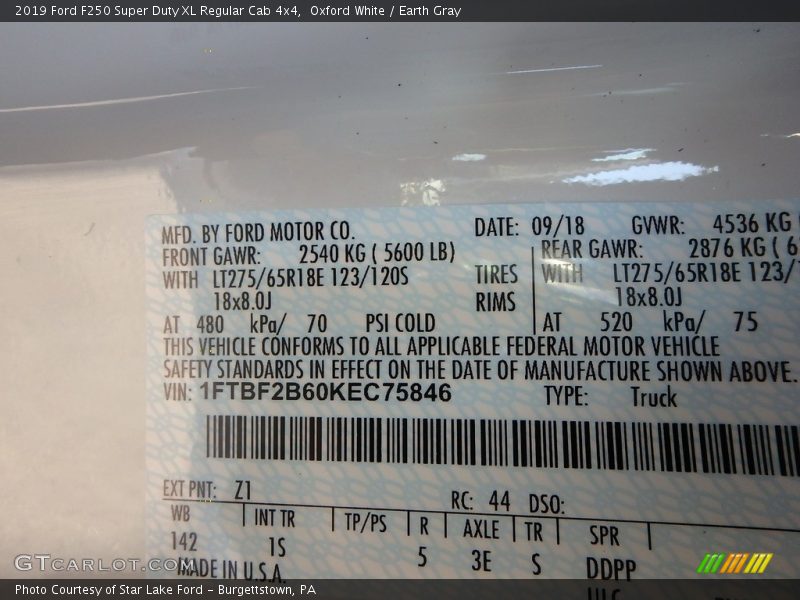 2019 Ford F250 Super Duty XL Regular Cab 4x4, Oxford White / Earth Gray
MFD. BY FORD MOTOR CO. DATE: 09/18 GVWR: 4536 KG
FRONT GAWR: 2540 KG ( 5600 LB) REAR GAWR: 2876 KG ( 6
WITH LT275/65R18E 123/120S TIRES WITH LT275/65R18E 123/
18x8.0J RIMS 18x8.0J
AT 480 kPa/ 70 PSI COLD AT 520 kPa/ 75
THIS VEHICLE CONFORMS TO ALL APPLICABLE FEDERAL MOTOR VEHICLE
SAFETY STANDARDS IN EFFECT ON THE DATE OF MANUFACTURE SHOWN ABOVE.
VIN: 1FTBF2B60KEC75846 TYPE: Truck
EXT PNT: Z1 RC: 44 DSO:
WB INT TR TP/PS R AXLE TR SPR
142 1S 5 3E S DDPP
MADE IN U.S.A.
GTcarlot.com
Photo Courtesy of Star Lake Ford – Burgettstown, PA